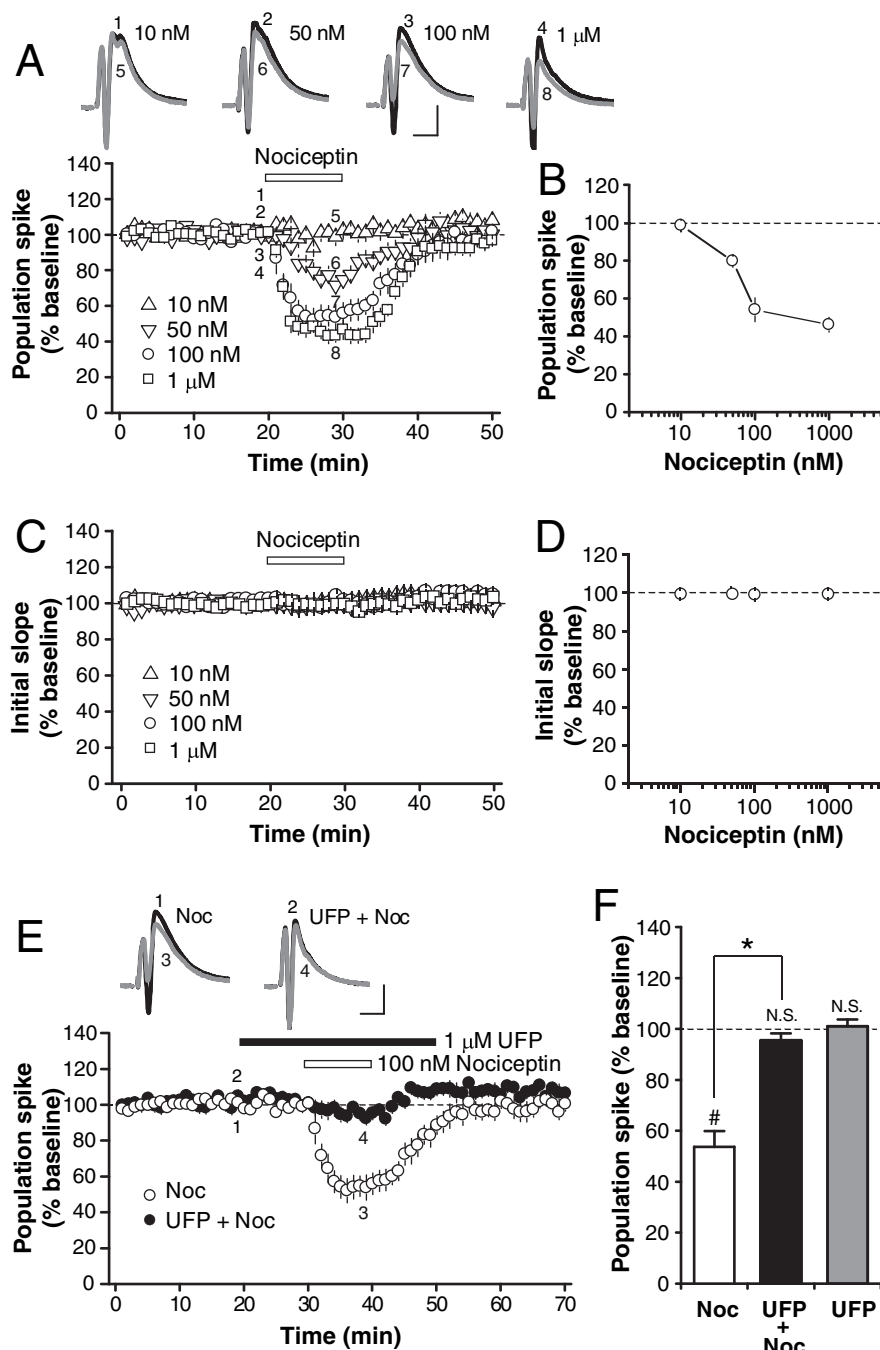 A
1 10 nM
5
2 50 nM
6
3 100 nM
7
4 1 μM
8
Population spike
(% baseline)
140
120
100
80
60
40
20
0
Nociceptin
1
2
3
4
5
6
7
8
10 nM
50 nM
100 nM
1 μM
0 10 20 30 40 50
Time (min)
B
Population spike
(% baseline)
120
100
80
60
40
20
0
10 100 1000
Nociceptin (nM)
C
Initial slope
(% baseline)
140
120
100
80
60
40
20
0
Nociceptin
10 nM
50 nM
100 nM
1 μM
0 10 20 30 40 50
Time (min)
D
Initial slope
(% baseline)
120
100
80
60
40
20
0
10 100 1000
Nociceptin (nM)
E
1 Noc
3
2 UFP + Noc
4
Population spike
(% baseline)
140
120
100
80
60
40
20
0
1 μM UFP
100 nM Nociceptin
2
1
4
3
Noc
UFP + Noc
0 10 20 30 40 50 60 70
Time (min)
F
Population spike (% baseline)
140
120
100
80
60
40
20
0
*
N.S.
N.S.
#
Noc
UFP
+
Noc
UFP